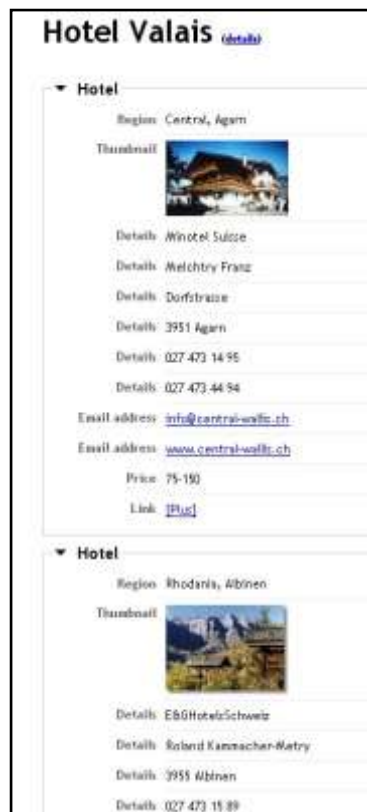 Hotel Valais (details)
Hotel
Region Central, Agarn
Thumbnail
Details Minotel Suisse
Details Melchtry Franz
Details Dorfstrasse
Details 3951 Agarn
Details 027 473 14 95
Details 027 473 44 94
Email address info@central-wallis.ch
Email address www.central-wallis.ch
Price 75-150
Link [Plus]
Hotel
Region Rhodania, Albinen
Thumbnail
Details E&GHotelsSchweiz
Details Roland Kammacher-Metry
Details 3955 Albinen
Details 027 473 15 89